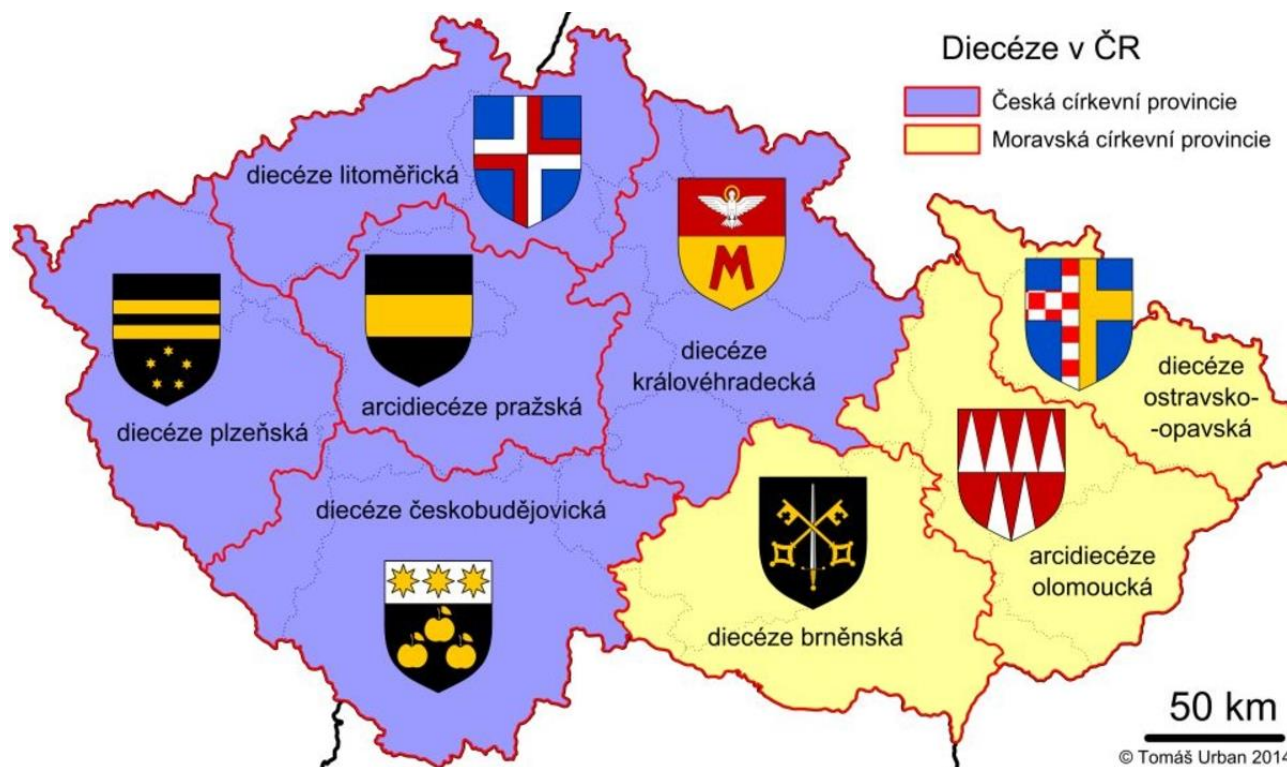 Diecéze v ČR
Česká církevní provincie
Moravská církevní provincie
diecéze litoměřická
M
diecéze
královéhradecká
diecéze
ostravsko-
-opavská
arcidiecéze pražská
diecéze plzeňská
diecéze českobudějovická
arcidiecéze
olomoucká
diecéze brněnská
50 km
© Tomáš Urban 2014